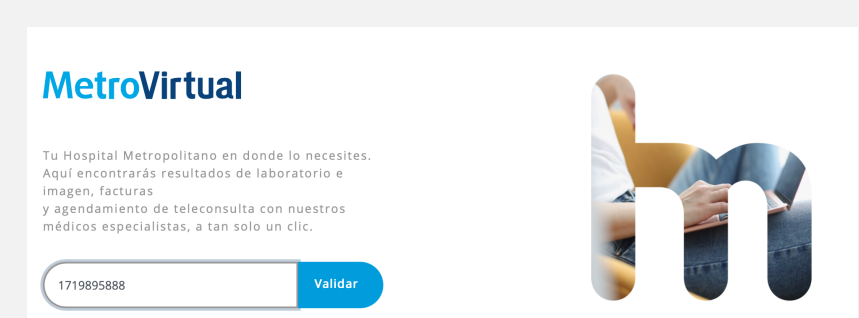 MetroVirtual
Tu Hospital Metropolitano en donde lo necesites.
Aquí encontrarás resultados de laboratorio e
imagen, facturas
y agendamiento de teleconsulta con nuestros
médicos especialistas, a tan solo un clic.
1719895888
Validar
hm